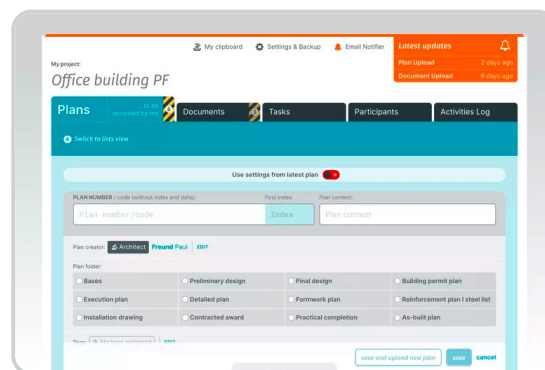 My clipboard Settings & Backup Email Notifier
Latest updates
Plan Upload 2 days ago
Document Upload 6 days ago
My project:
Office building PF
Plans ... to be reviewed by me
Documents
Tasks
Participants
Activities Log
Switch to lists view
Use settings from latest plan
PLAN NUMBER / code (without index and date): First index: Plan content:
Plan number/code Index Plan content
Plan creator: Architect Freund Paul EDIT
Plan folder:
Bases Preliminary design Final design Building permit plan
Execution plan Detailed plan Formwork plan Reinforcement plan I steel list
Installation drawing Contracted award Practical completion As-built plan
EDIT
save and upload new plan save cancel